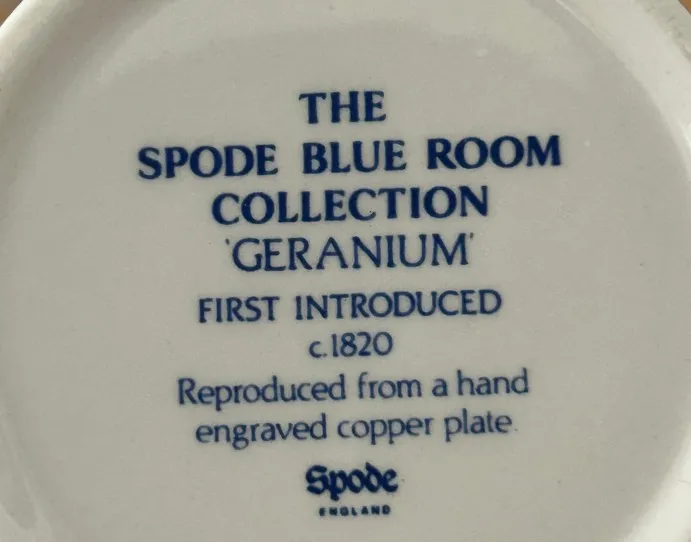 THE
SPODE BLUE ROOM
COLLECTION
'GERANIUM'
FIRST INTRODUCED
c.1820
Reproduced from a hand
engraved copper plate.
Spode
ENGLAND